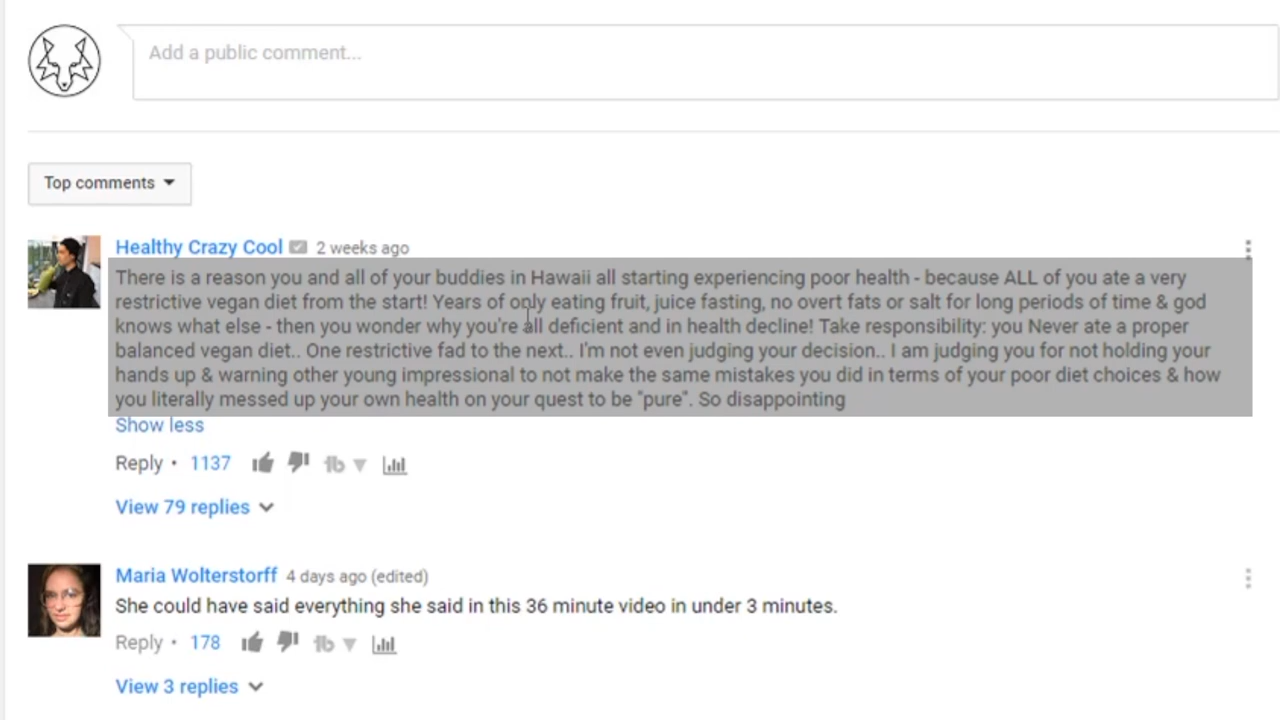 Add a public comment...
Top comments
Healthy Crazy Cool 2 weeks ago
There is a reason you and all of your buddies in Hawaii all starting experiencing poor health - because ALL of you ate a very
restrictive vegan diet from the start! Years of only eating fruit, juice fasting, no overt fats or salt for long periods of time & god
knows what else - then you wonder why you're all deficient and in health decline! Take responsibility: you Never ate a proper
balanced vegan diet.. One restrictive fad to the next.. I'm not even judging your decision.. I am judging you for not holding your
hands up & warning other young impressional to not make the same mistakes you did in terms of your poor diet choices & how
you literally messed up your own health on your quest to be "pure". So disappointing
Show less
Reply • 1137 tb
View 79 replies
Maria Wolterstorff 4 days ago (edited)
She could have said everything she said in this 36 minute video in under 3 minutes.
Reply • 178 tb
View 3 replies